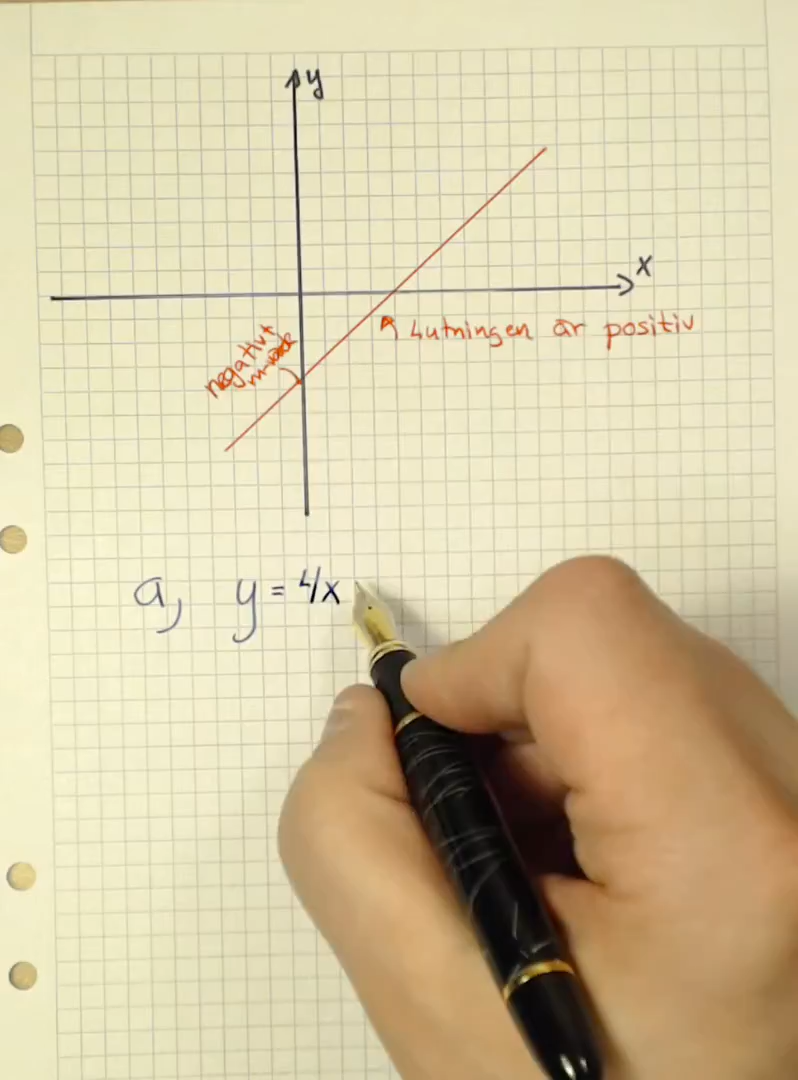 y
x
negativt
m-värde
Lutningen är positiv
a, y = 4x